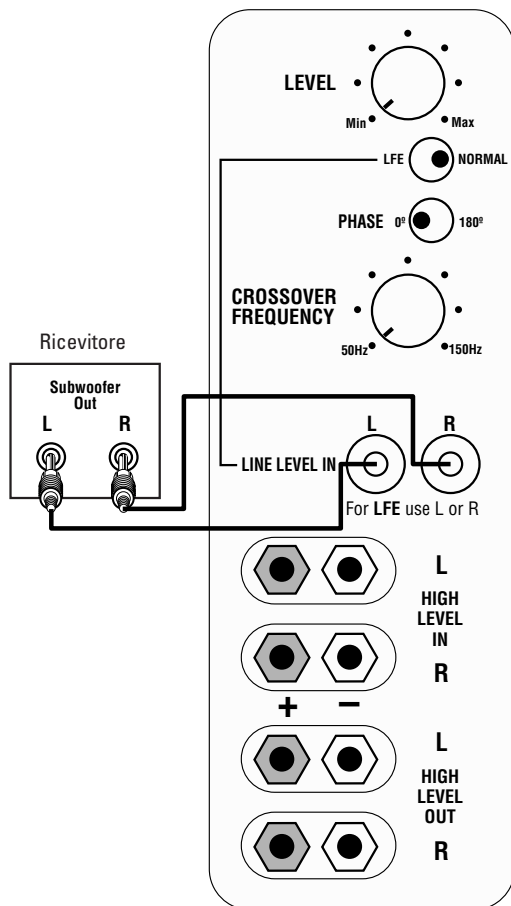 LEVEL
Min
Max
LFE
NORMAL
PHASE
0º
180º
CROSSOVER
FREQUENCY
50Hz
150Hz
Ricevitore
Subwoofer
Out
L
R
LINE LEVEL IN
L
R
For LFE use L or R
L
HIGH
LEVEL
IN
R
+
–
L
HIGH
LEVEL
OUT
R